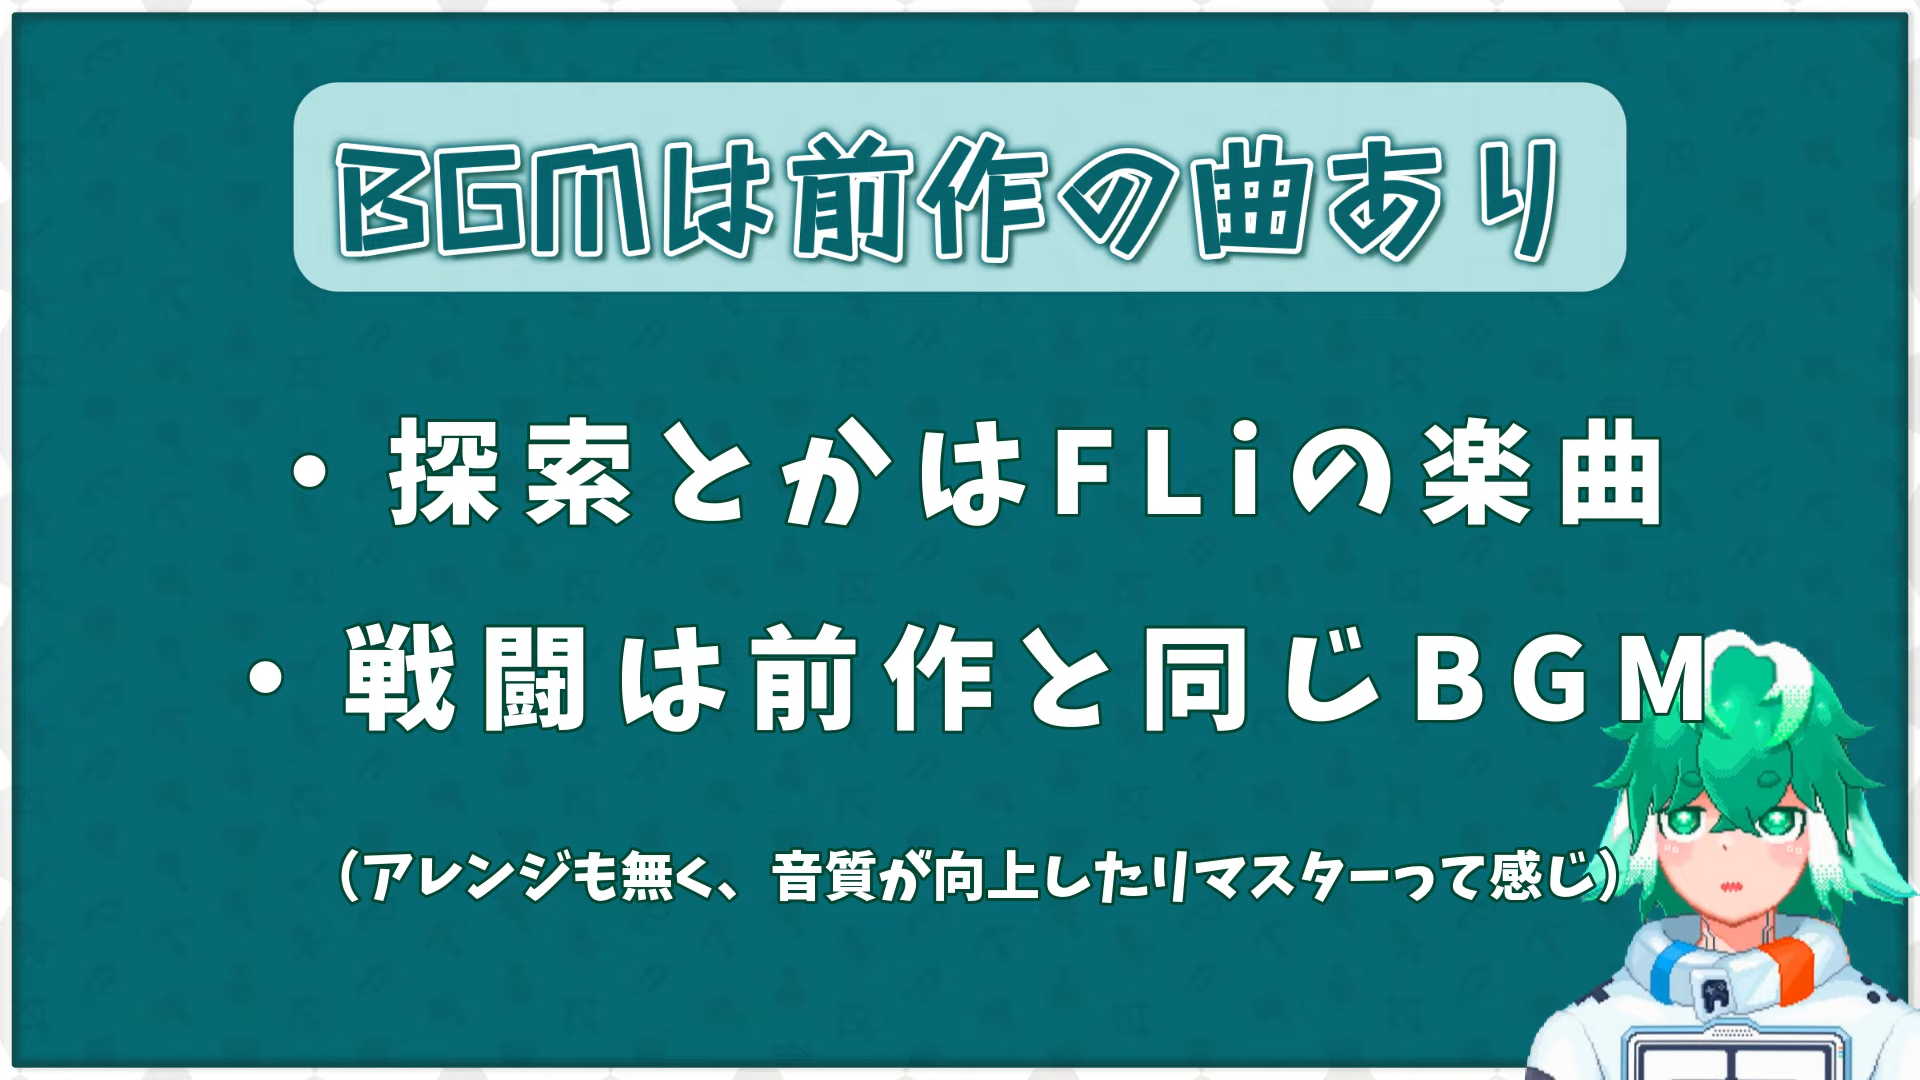 BGMは前作の曲あり
・探索とかはFLiの楽曲
・戦闘は前作と同じBGM
（アレンジも無く、音質が向上したリマスターって感じ）